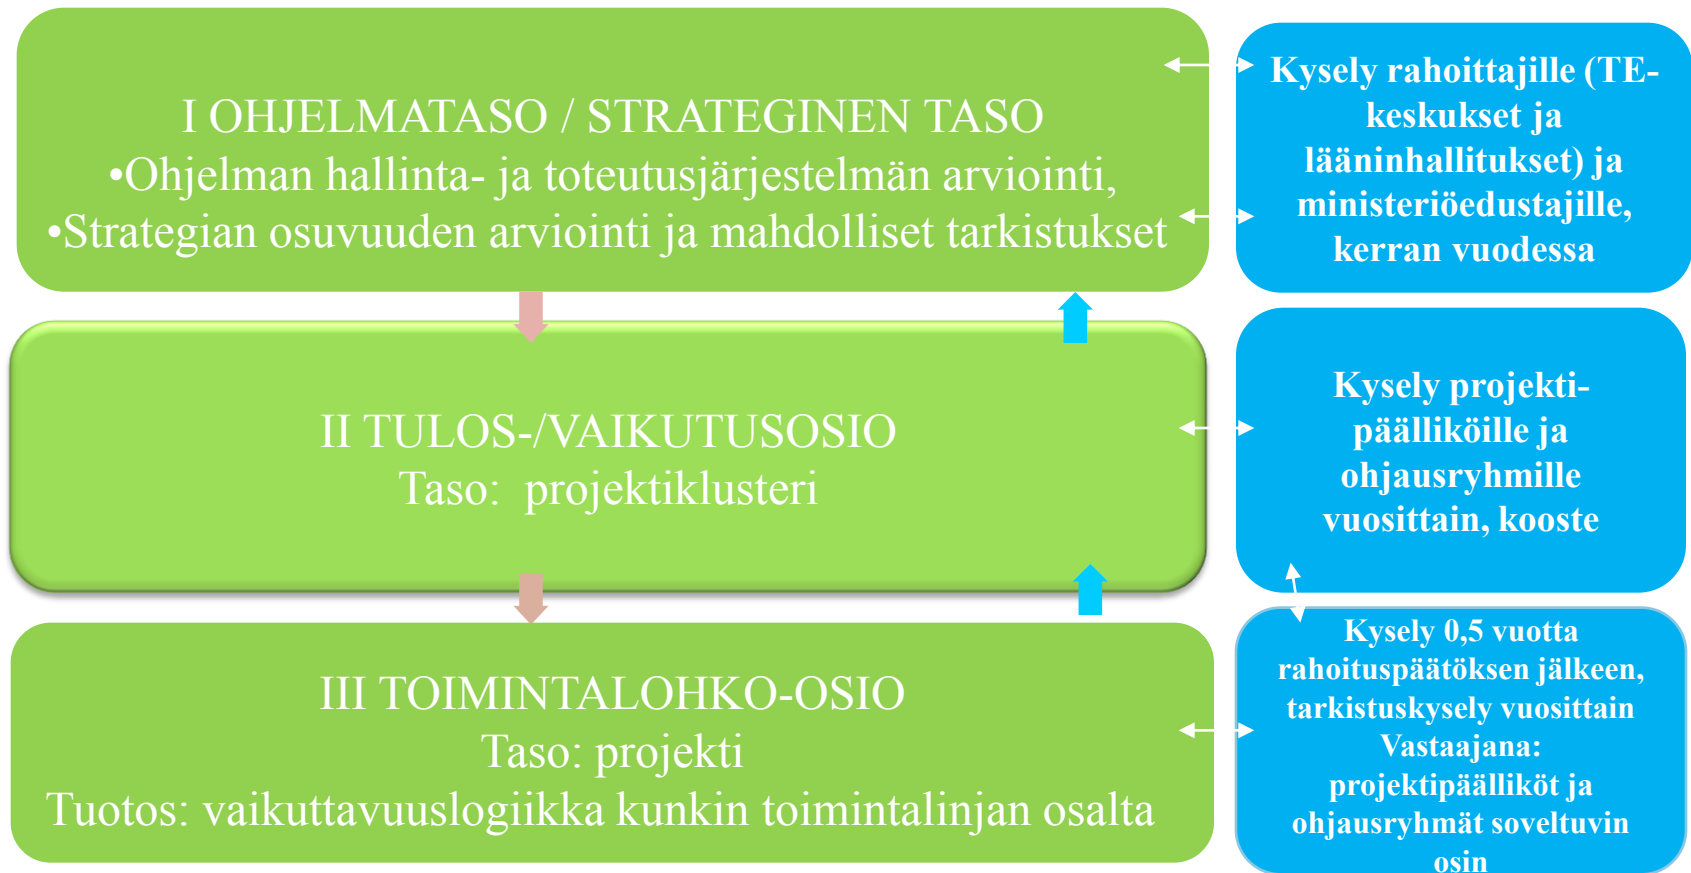 I OHJELMATASO / STRATEGINEN TASO
•Ohjelman hallinta- ja toteutusjärjestelmän arviointi,
•Strategian osuvuuden arviointi ja mahdolliset tarkistukset
Kysely rahoittajille (TE-
keskukset ja
lääninhallitukset) ja
ministeriöedustajille,
kerran vuodessa
II TULOS-/VAIKUTUSOSIO
Taso: projektiklusteri
Kysely projekti-
päälliköille ja
ohjausryhmille
vuosittain, kooste
III TOIMINTALOHKO-OSIO
Taso: projekti
Tuotos: vaikuttavuuslogiikka kunkin toimintalinjan osalta
Kysely 0,5 vuotta
rahoituspäätöksen jälkeen,
tarkistuskysely vuosittain
Vastaajana:
projektipäälliköt ja
ohjausryhmät soveltuvin
osin